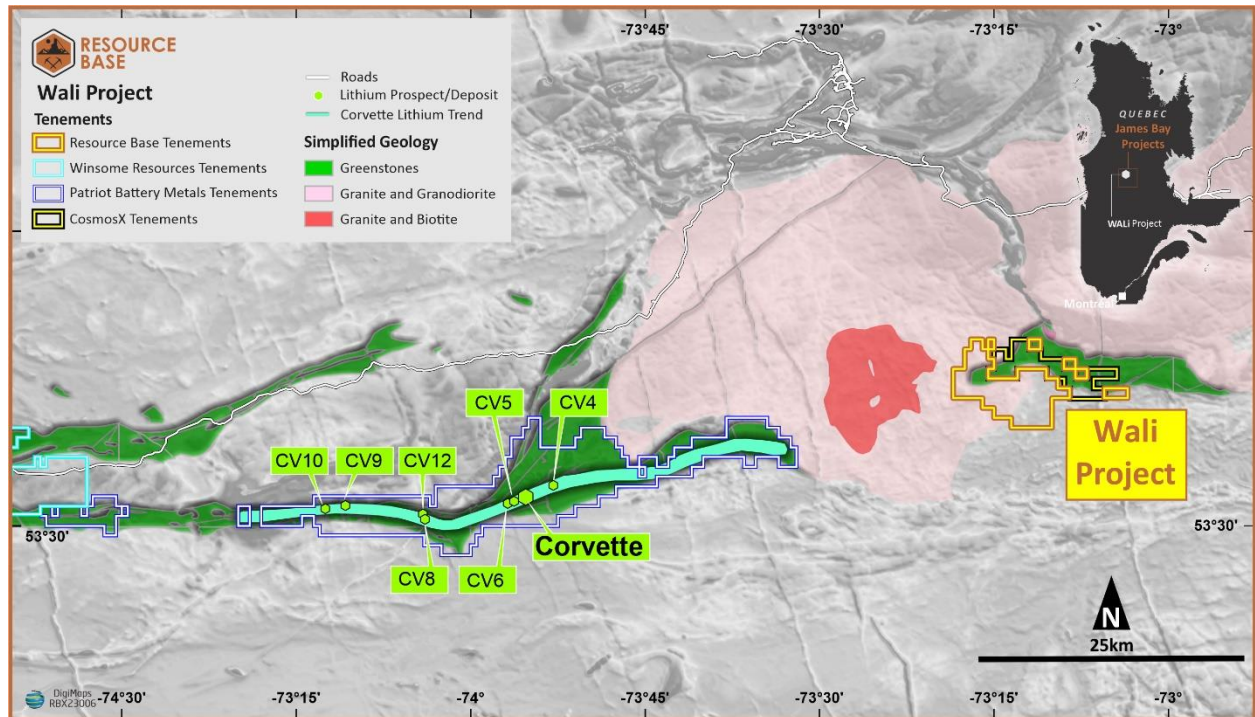 -73°45'
-73°30'
-73°15'
-73°
RESOURCE
BASE
Wali Project
Tenements
Resource Base Tenements
Winsome Resources Tenements
Patriot Battery Metals Tenements
CosmosX Tenements
Roads
Lithium Prospect/Deposit
Corvette Lithium Trend
Simplified Geology
Greenstones
Granite and Granodiorite
Granite and Biotite
QUEBEC
James Bay
Projects
WALi Project
CV5
CV4
CV10
CV9
CV12
Wali
Project
53°30'
53°30'
Corvette
CV8
CV6
N
25km
DigiMaps
RBX23006
-74°30'
-73°15'
-74°
-73°45'
-73°30'
-73°15'
-73°